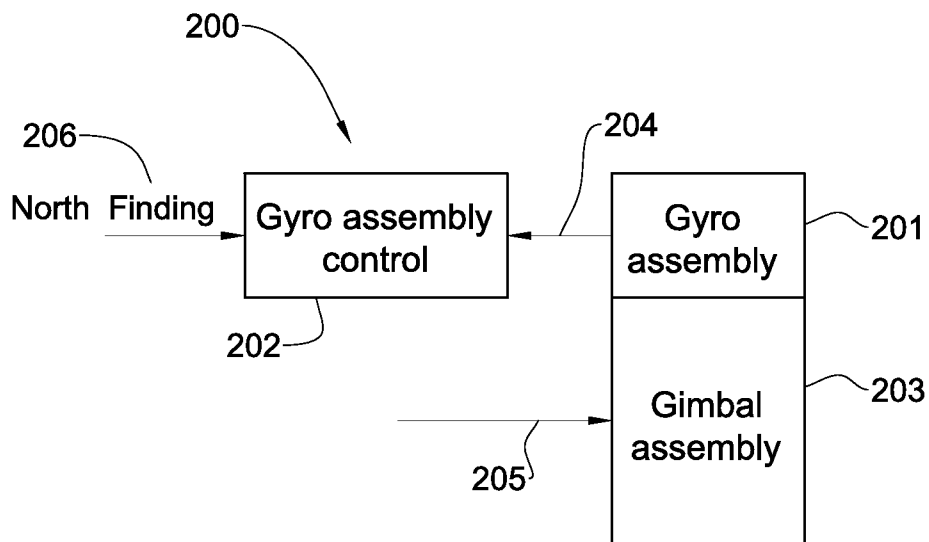 200
206
204
North Finding
Gyro assembly
control
Gyro
assembly
201
202
203
Gimbal
assembly
205